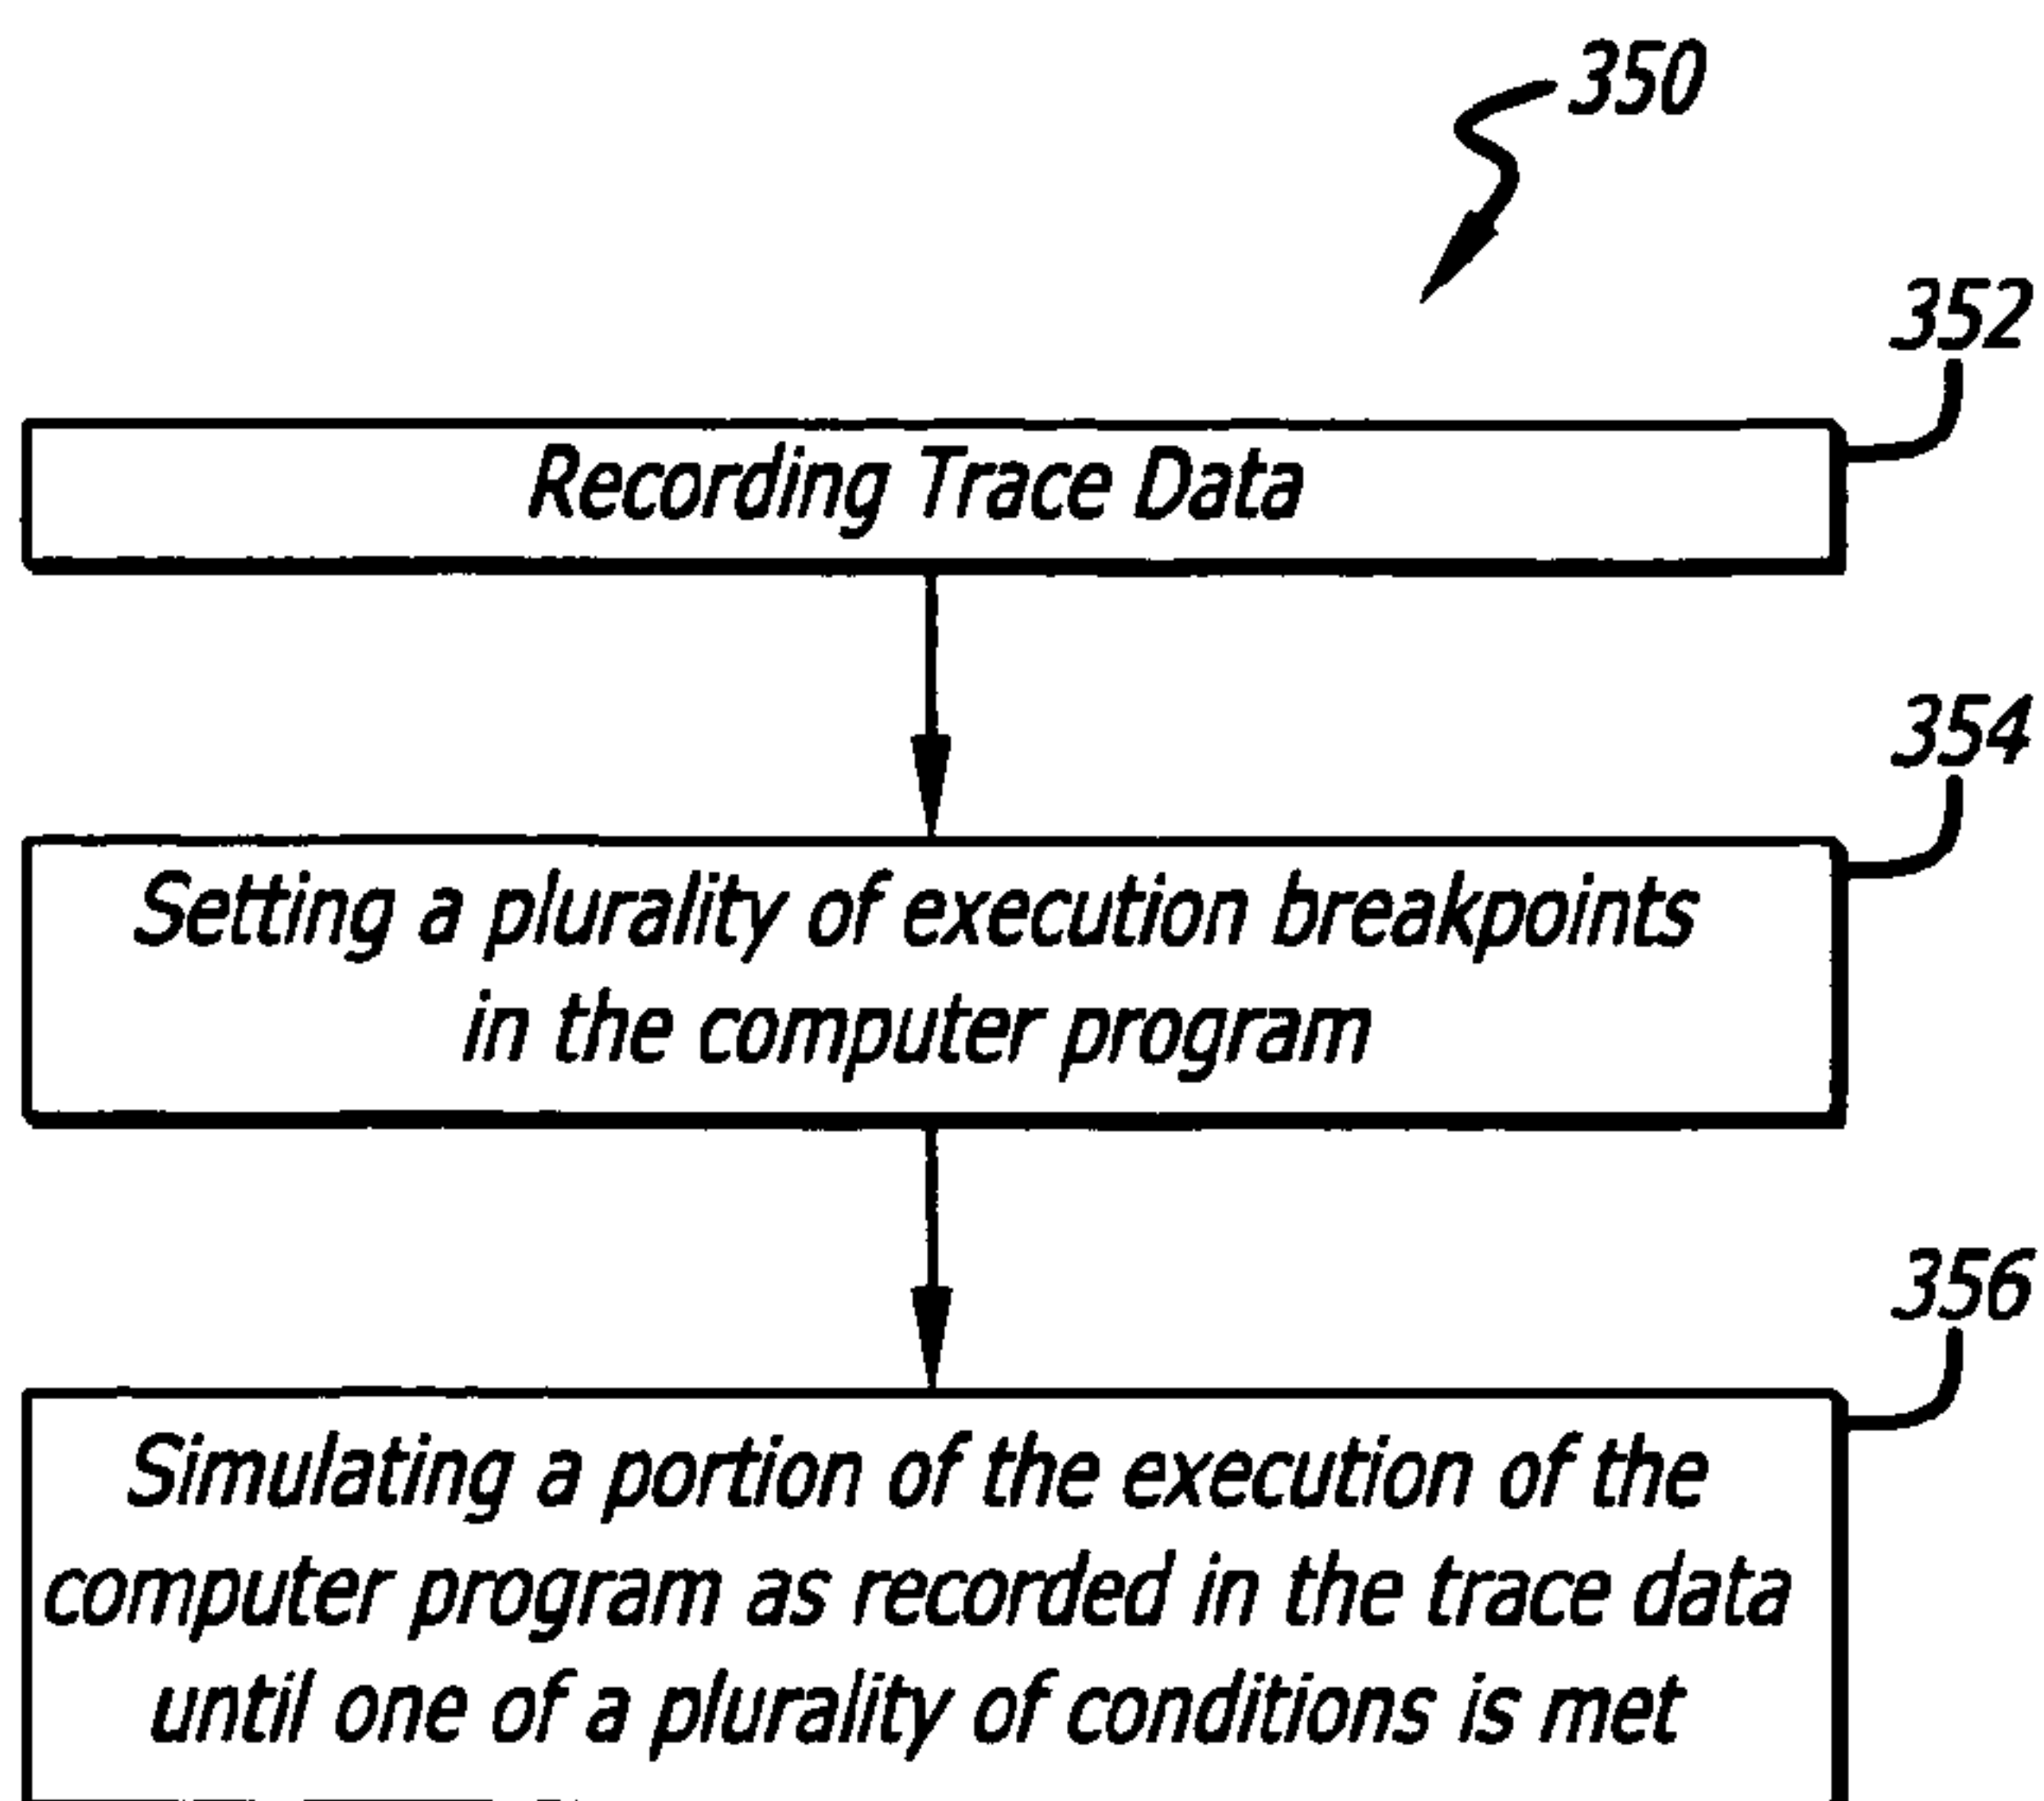 350
352
Recording Trace Data
354
Setting a plurality of execution breakpoints
in the computer program
356
Simulating a portion of the execution of the
computer program as recorded in the trace data
until one of a plurality of conditions is met